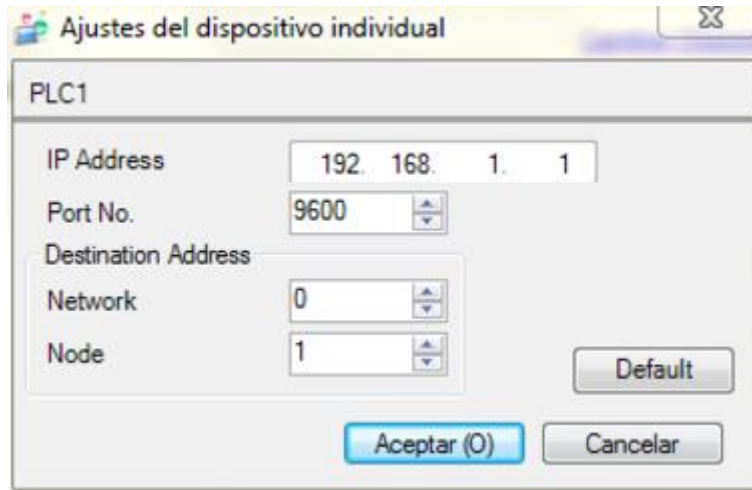 Ajustes del dispositivo individual
PLC1
IP Address 192. 168. 1. 1
Port No. 9600
Destination Address
Network 0
Node 1
Default
Aceptar (O) Cancelar